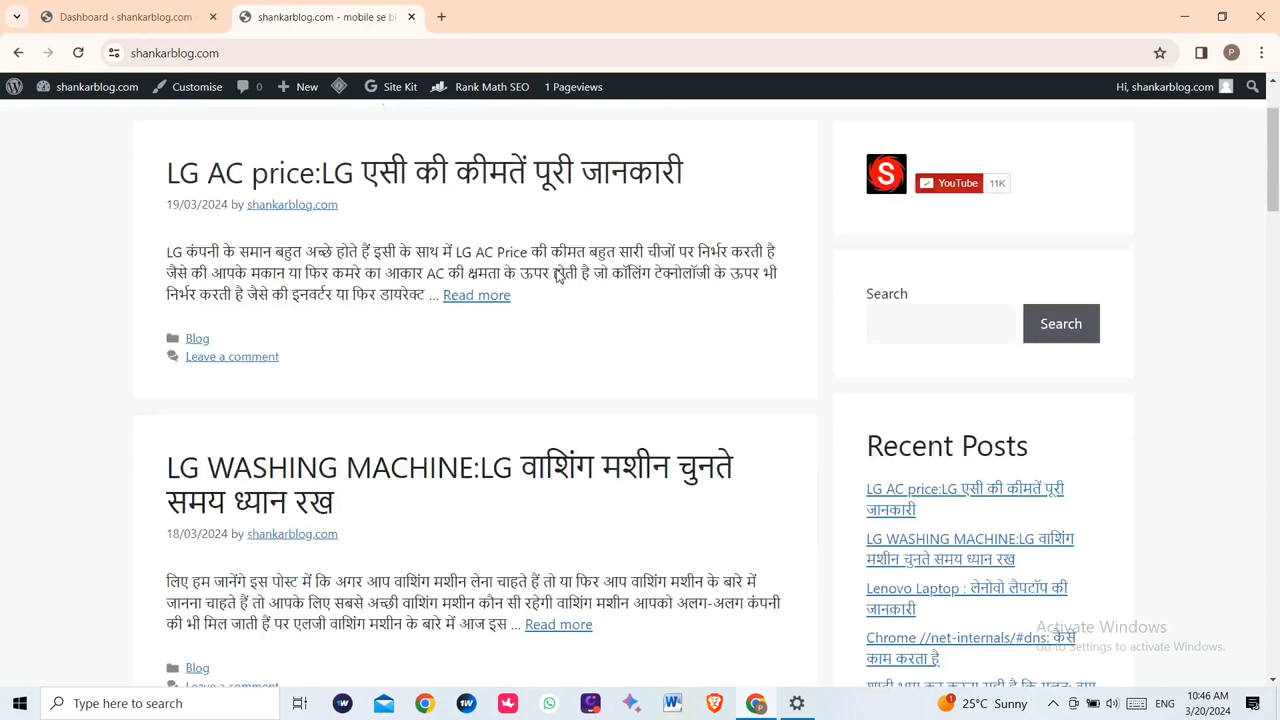 Dashboard ‹ shankarblog.com -
shankarblog.com - mobile se bl
shankarblog.com
shankarblog.com
Customise
0
New
Site Kit
Rank Math SEO
1 Pageviews
Hi, shankarblog.com
LG AC price:LG एसी की कीमतें पूरी जानकारी
19/03/2024 by shankarblog.com
LG कंपनी के समान बहुत अच्छे होते हैं इसी के साथ में LG AC Price की कीमत बहुत सारी चीजों पर निर्भर करती है
जैसे की आपके मकान या फिर कमरे का आकार AC की क्षमता के ऊपर होती है जो कॉलिंग टेक्नोलॉजी के ऊपर भी
निर्भर करती है जैसे की इनवर्टर या फिर डायरेक्ट ... Read more
Blog
Leave a comment
LG WASHING MACHINE:LG वाशिंग मशीन चुनते
समय ध्यान रख
18/03/2024 by shankarblog.com
लिए हम जानेंगे इस पोस्ट में कि अगर आप वाशिंग मशीन लेना चाहते हैं तो या फिर आप वाशिंग मशीन के बारे में
जानना चाहते हैं तो आपके लिए सबसे अच्छी वाशिंग मशीन कौन सी रहेगी वाशिंग मशीन आपको अलग-अलग कंपनी
की भी मिल जाती हैं पर एलजी वाशिंग मशीन के बारे में आज इस ... Read more
Blog
Leave a comment
S
YouTube 11K
Search
Search
Recent Posts
LG AC price:LG एसी की कीमतें पूरी
जानकारी
LG WASHING MACHINE:LG वाशिंग
मशीन चुनते समय ध्यान रख
Lenovo Laptop : लेनोवो लैपटॉप की
जानकारी
Chrome //net-internals/#dns: कैसे
काम करता है
Activate Windows
Go to Settings to activate Windows.
Type here to search
25°C Sunny
ENG
10:46 AM
3/20/2024